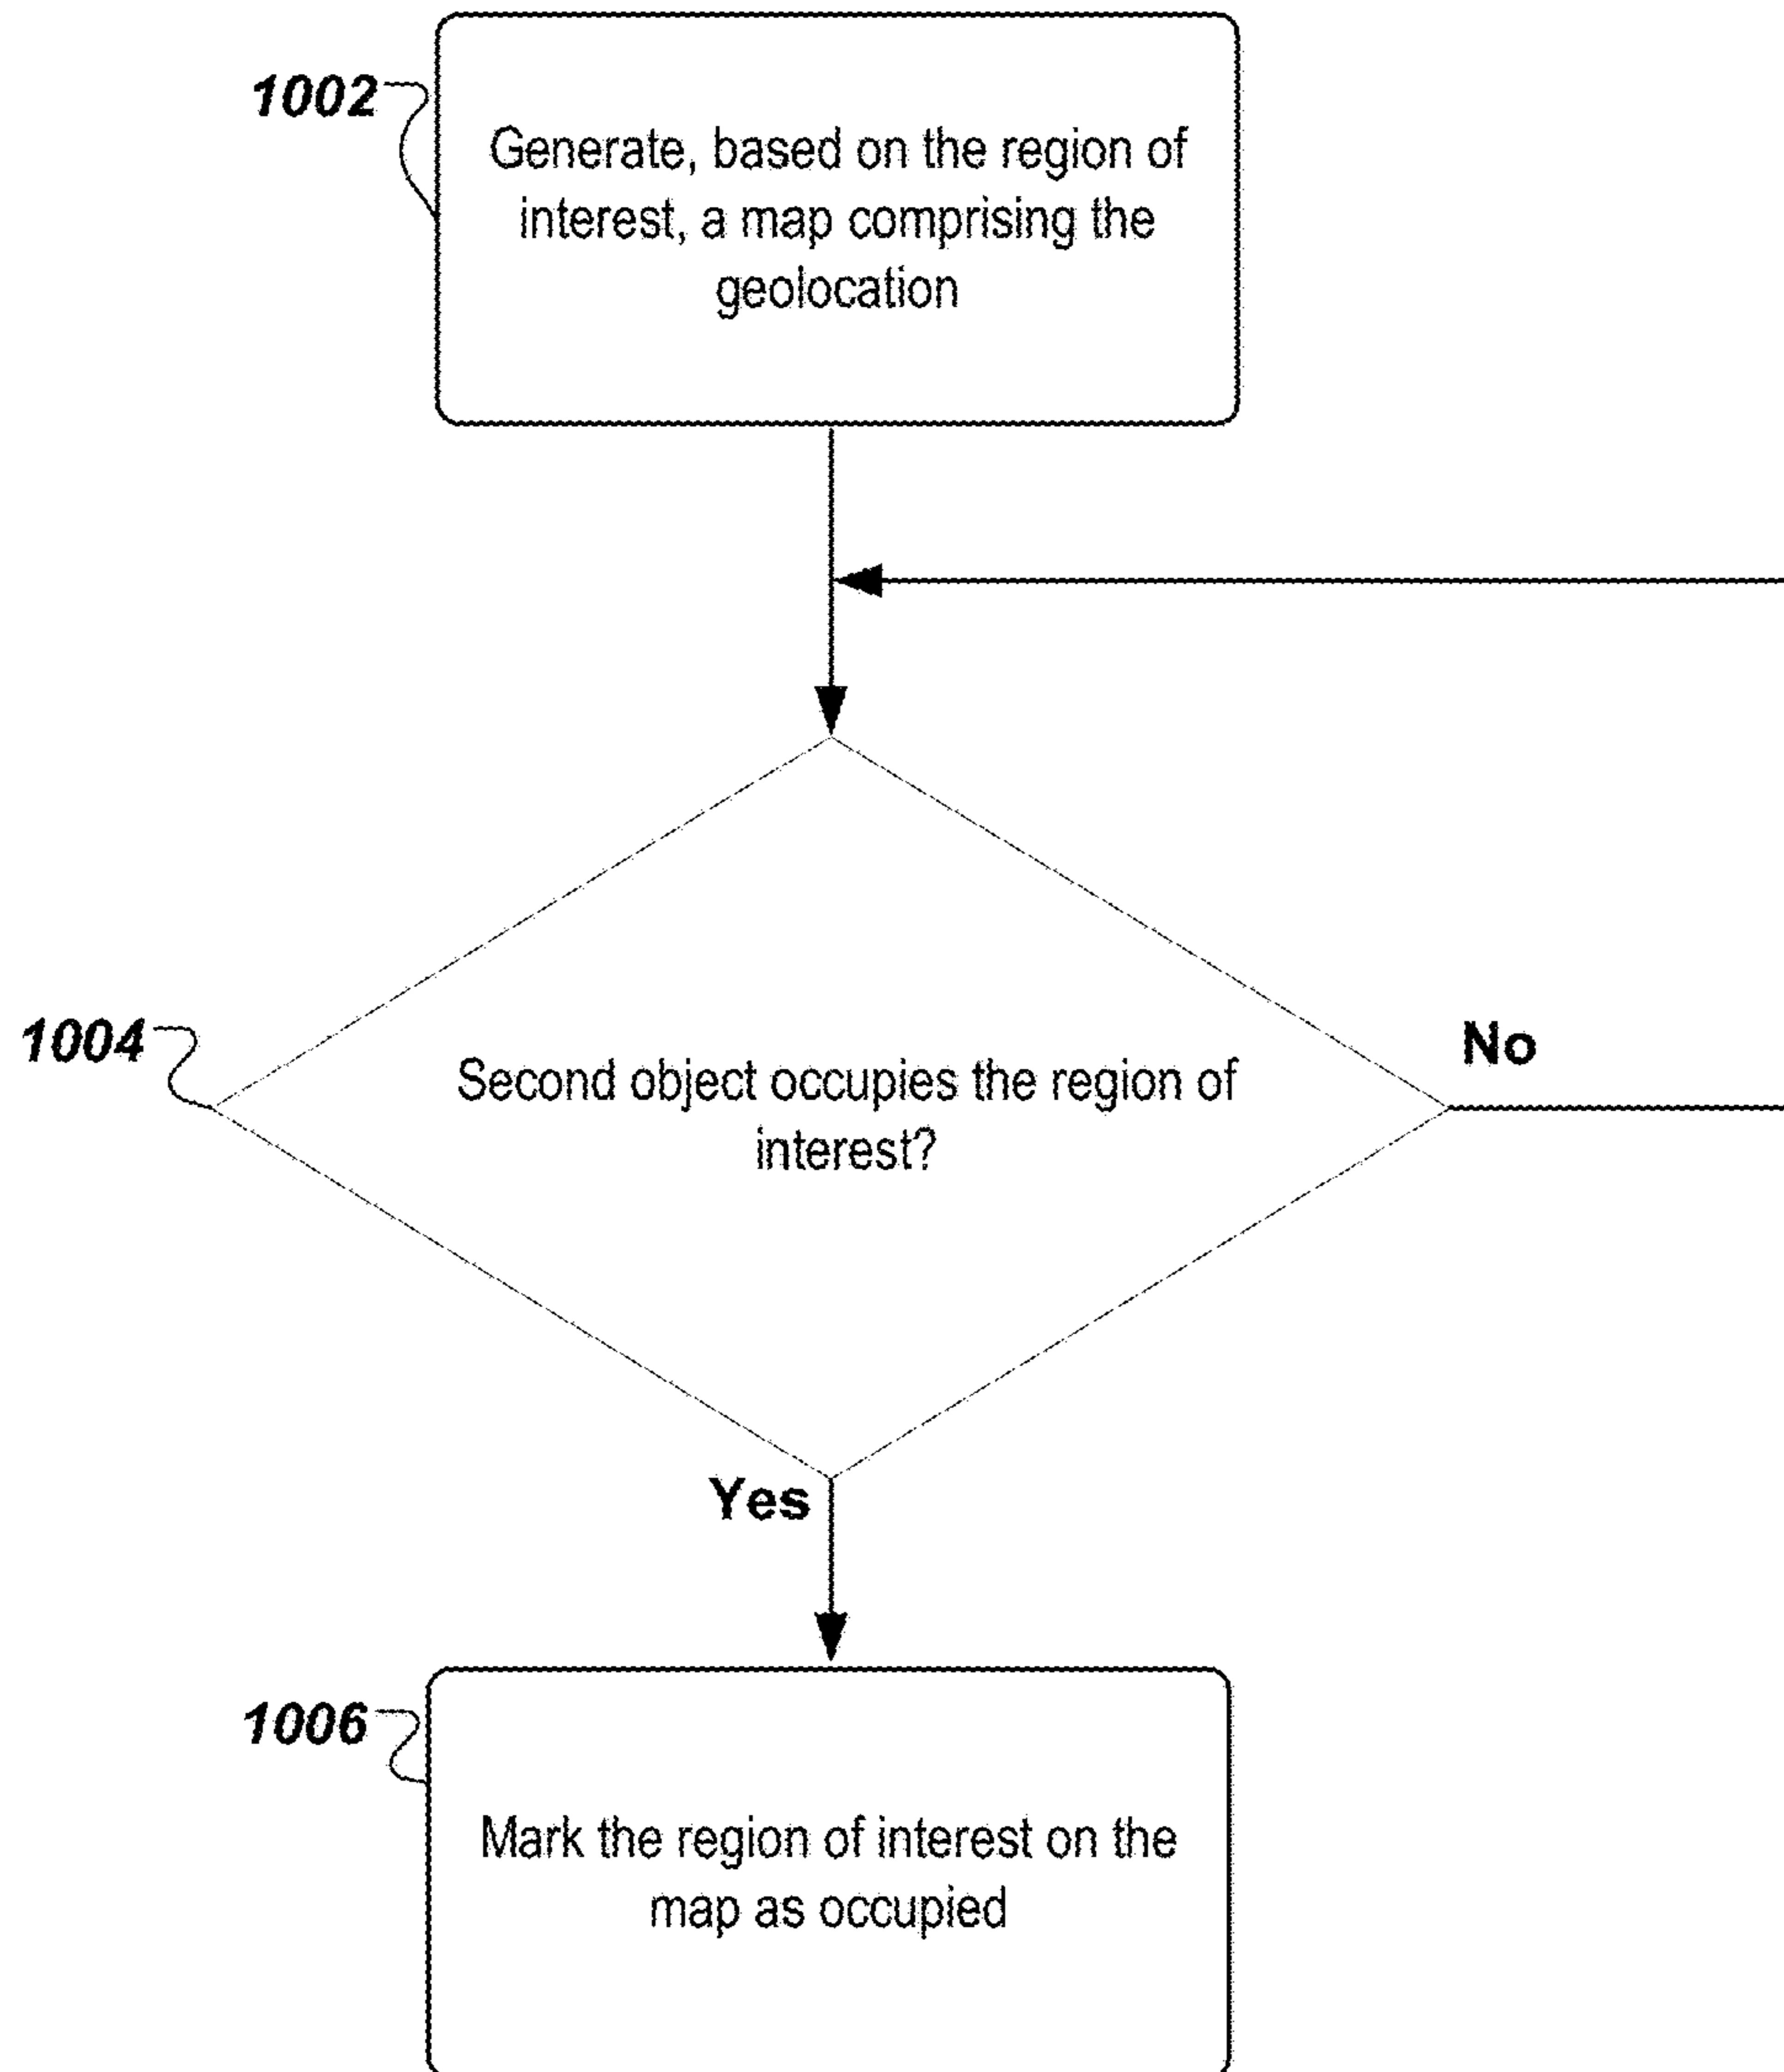 1002
Generate, based on the region of
interest, a map comprising the
geolocation
1004
Second object occupies the region of
interest?
No
Yes
1006
Mark the region of interest on the
map as occupied